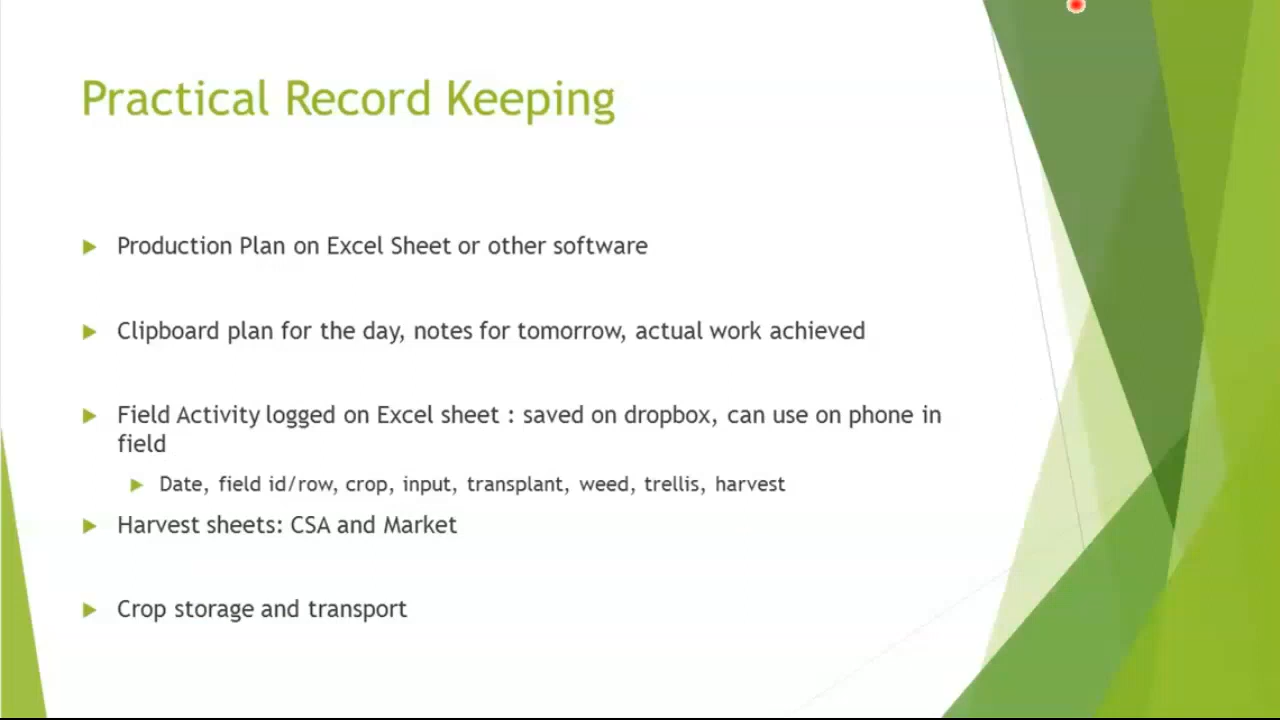 Practical Record Keeping
Production Plan on Excel Sheet or other software
Clipboard plan for the day, notes for tomorrow, actual work achieved
Field Activity logged on Excel sheet : saved on dropbox, can use on phone in
field
Date, field id/row, crop, input, transplant, weed, trellis, harvest
Harvest sheets: CSA and Market
Crop storage and transport